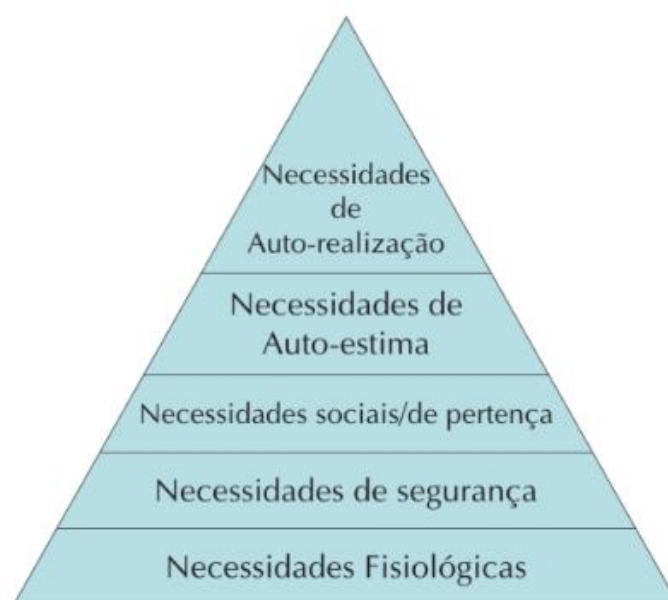 Necessidades
de
Auto-realização
Necessidades de
Auto-estima
Necessidades sociais/de pertença
Necessidades de segurança
Necessidades Fisiológicas